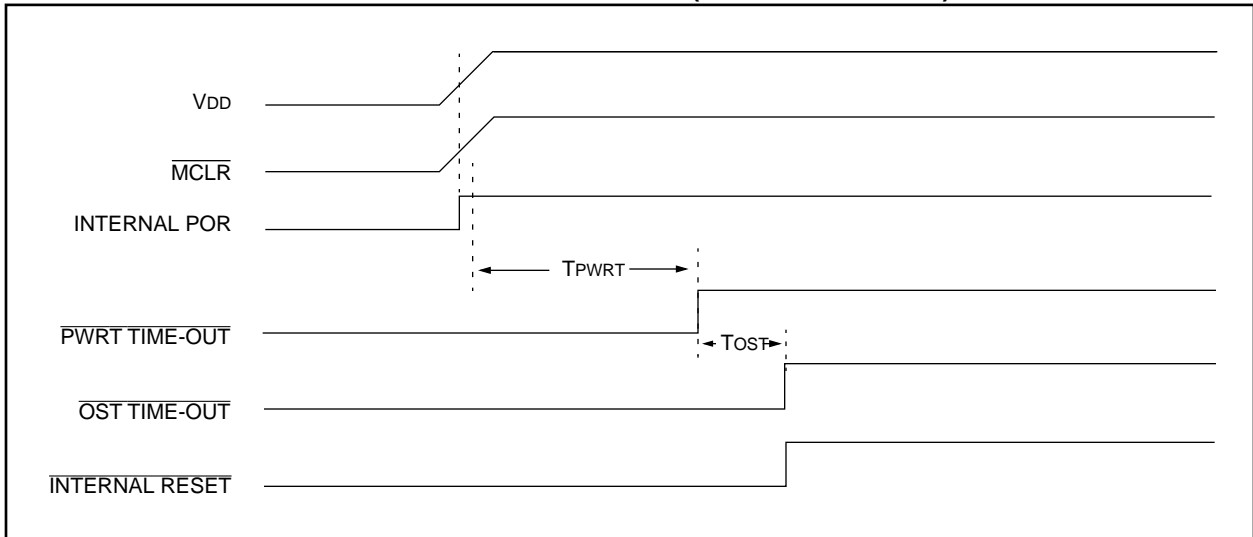 VDD
MCLR
INTERNAL POR
TPWRT
PWRT TIME-OUT
TOST
OST TIME-OUT
INTERNAL RESET